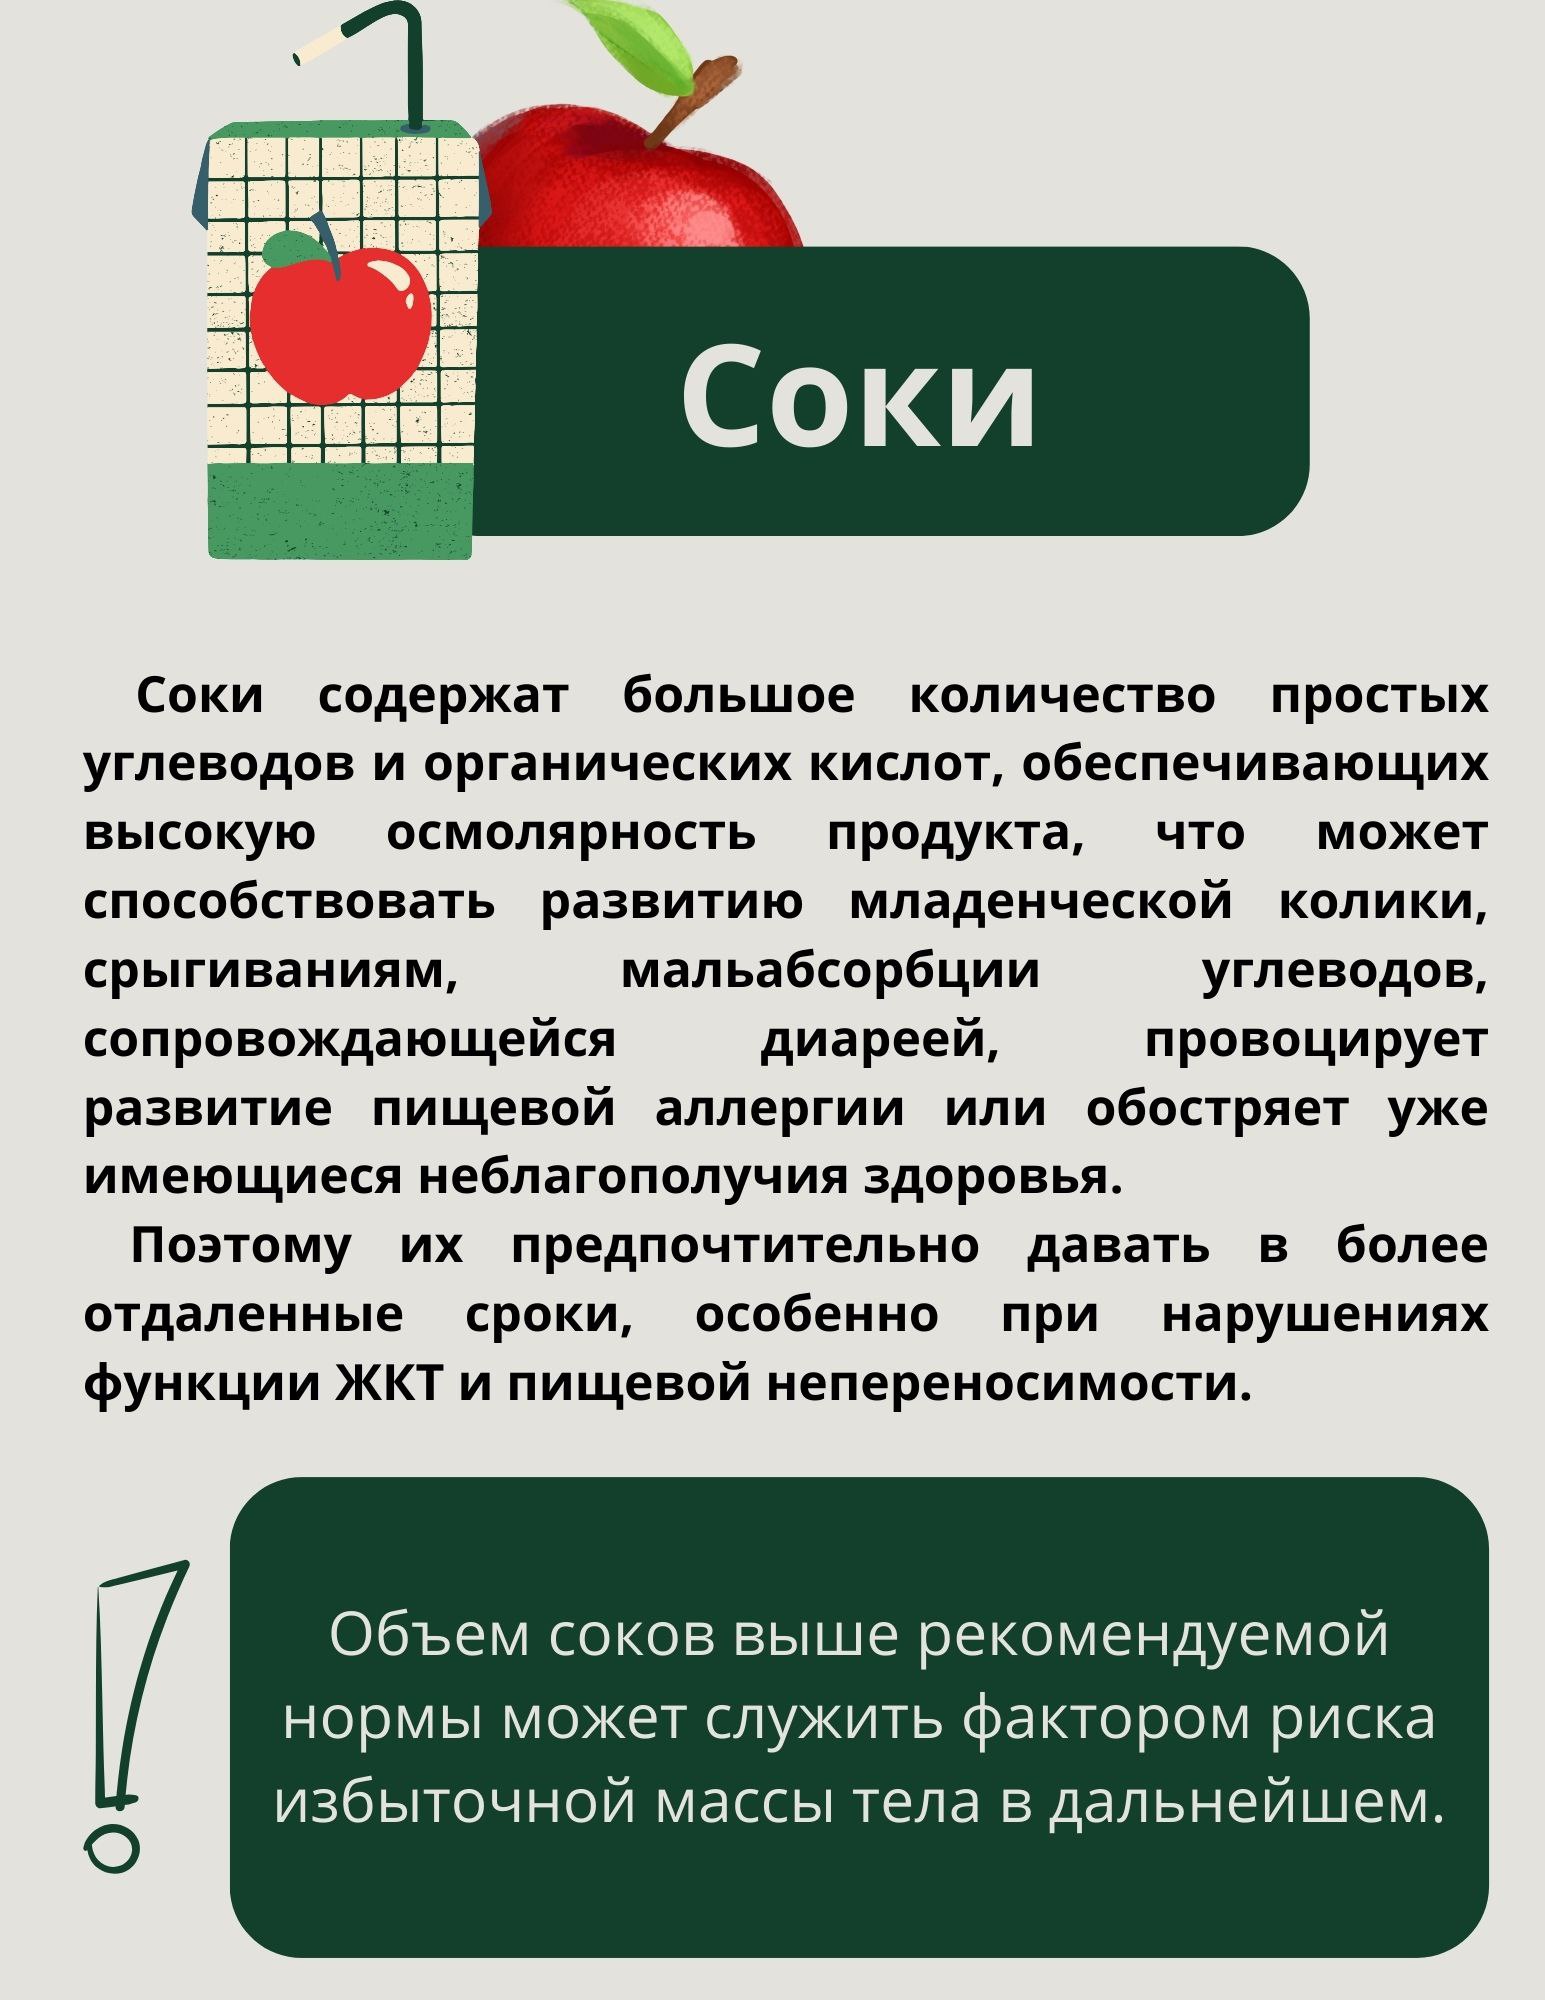 Соки
Соки содержат большое количество простых
углеводов и органических кислот, обеспечивающих
высокую осмолярность продукта, что может
способствовать развитию младенческой колики,
срыгиваниям, мальабсорбции углеводов,
сопровождающейся диареей, провоцирует
развитие пищевой аллергии или обостряет уже
имеющиеся неблагополучия здоровья.
Поэтому их предпочтительно давать в более
отдаленные сроки, особенно при нарушениях
функции ЖКТ и пищевой непереносимости.
!
Объем соков выше рекомендуемой
нормы может служить фактором риска
избыточной массы тела в дальнейшем.